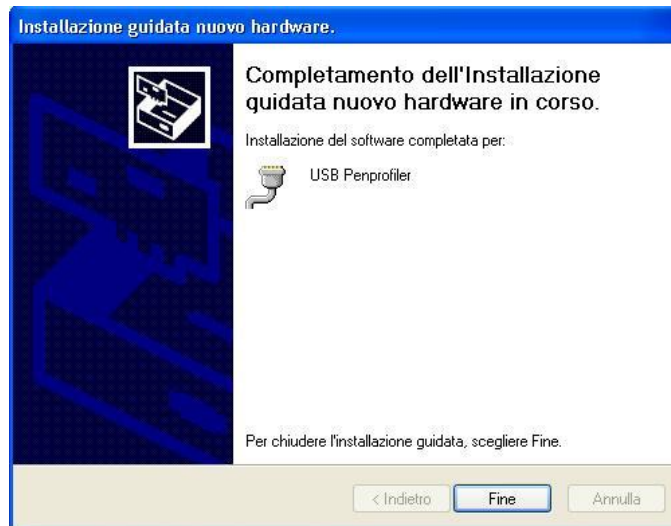 Installazione guidata nuovo hardware.
Completamento dell'Installazione
guidata nuovo hardware in corso.
Installazione del software completata per:
USB Penprofiler
Per chiudere l'installazione guidata, scegliere Fine.
< Indietro
Fine
Annulla